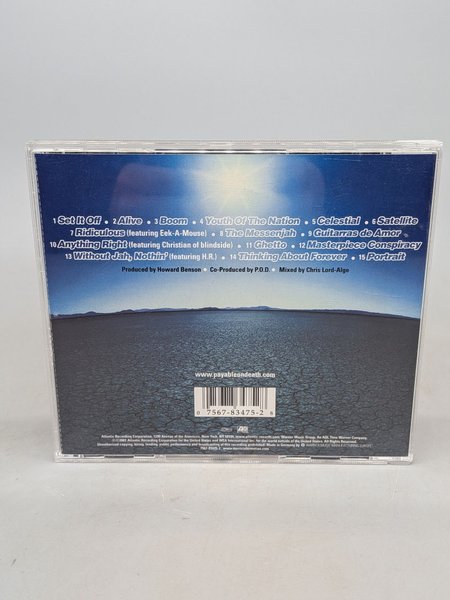 1 Set It Off • 2 Alive • 3 Boom • 4 Youth Of The Nation • 5 Celestial • 6 Satellite
7 Ridiculous (featuring Eek-A-Mouse) • 8 The Messenjah • 9 Guitarras de Amor
10 Anything Right (featuring Christian of blindside) • 11 Ghetto • 12 Masterpiece Conspiracy
13 Without Jah, Nothin' (featuring H.R.) • 14 Thinking About Forever • 15 Portrait
Produced by Howard Benson • Co-Produced by P.O.D. • Mixed by Chris Lord-Alge
www.payableondeath.com
0 7567-83475-2 8